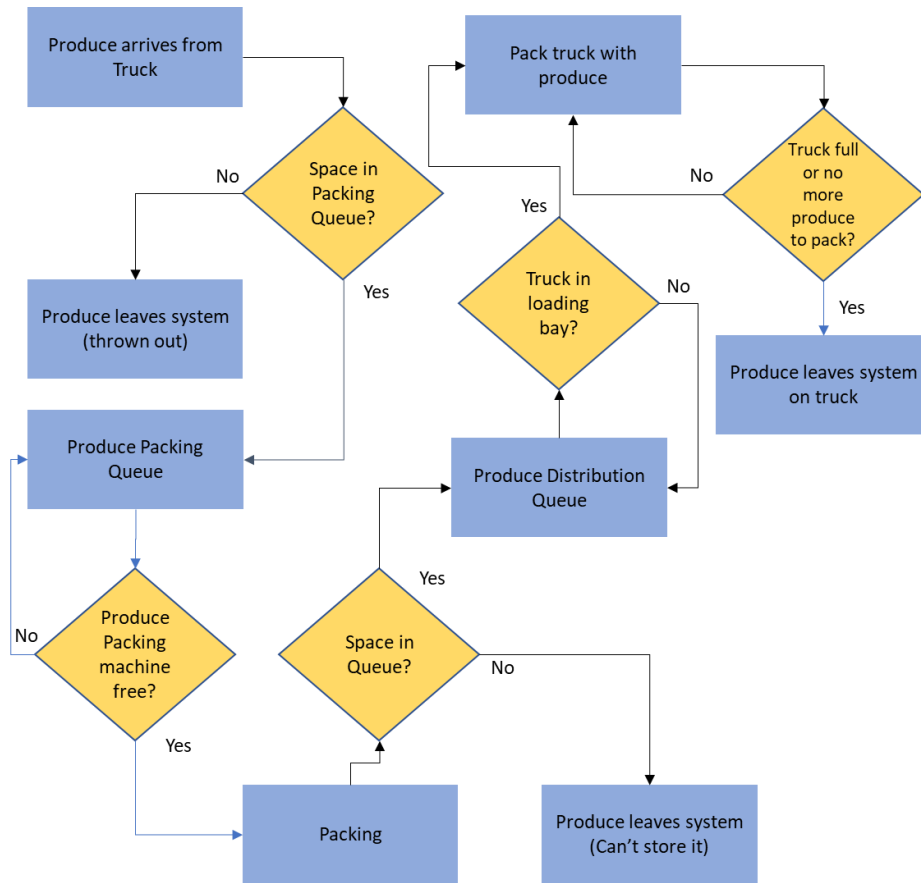 Produce arrives from
Truck
Space in
Packing
Queue?
No
Yes
Produce leaves system
(thrown out)
Produce Packing
Queue
Produce
Packing
machine
free?
No
Yes
Packing
Space in
Queue?
Yes
No
Produce leaves system
(Can't store it)
Produce Distribution
Queue
Truck in
loading
bay?
Yes
No
Pack truck with
produce
Truck full
or no
more
produce
to pack?
No
Yes
Produce leaves system
on truck